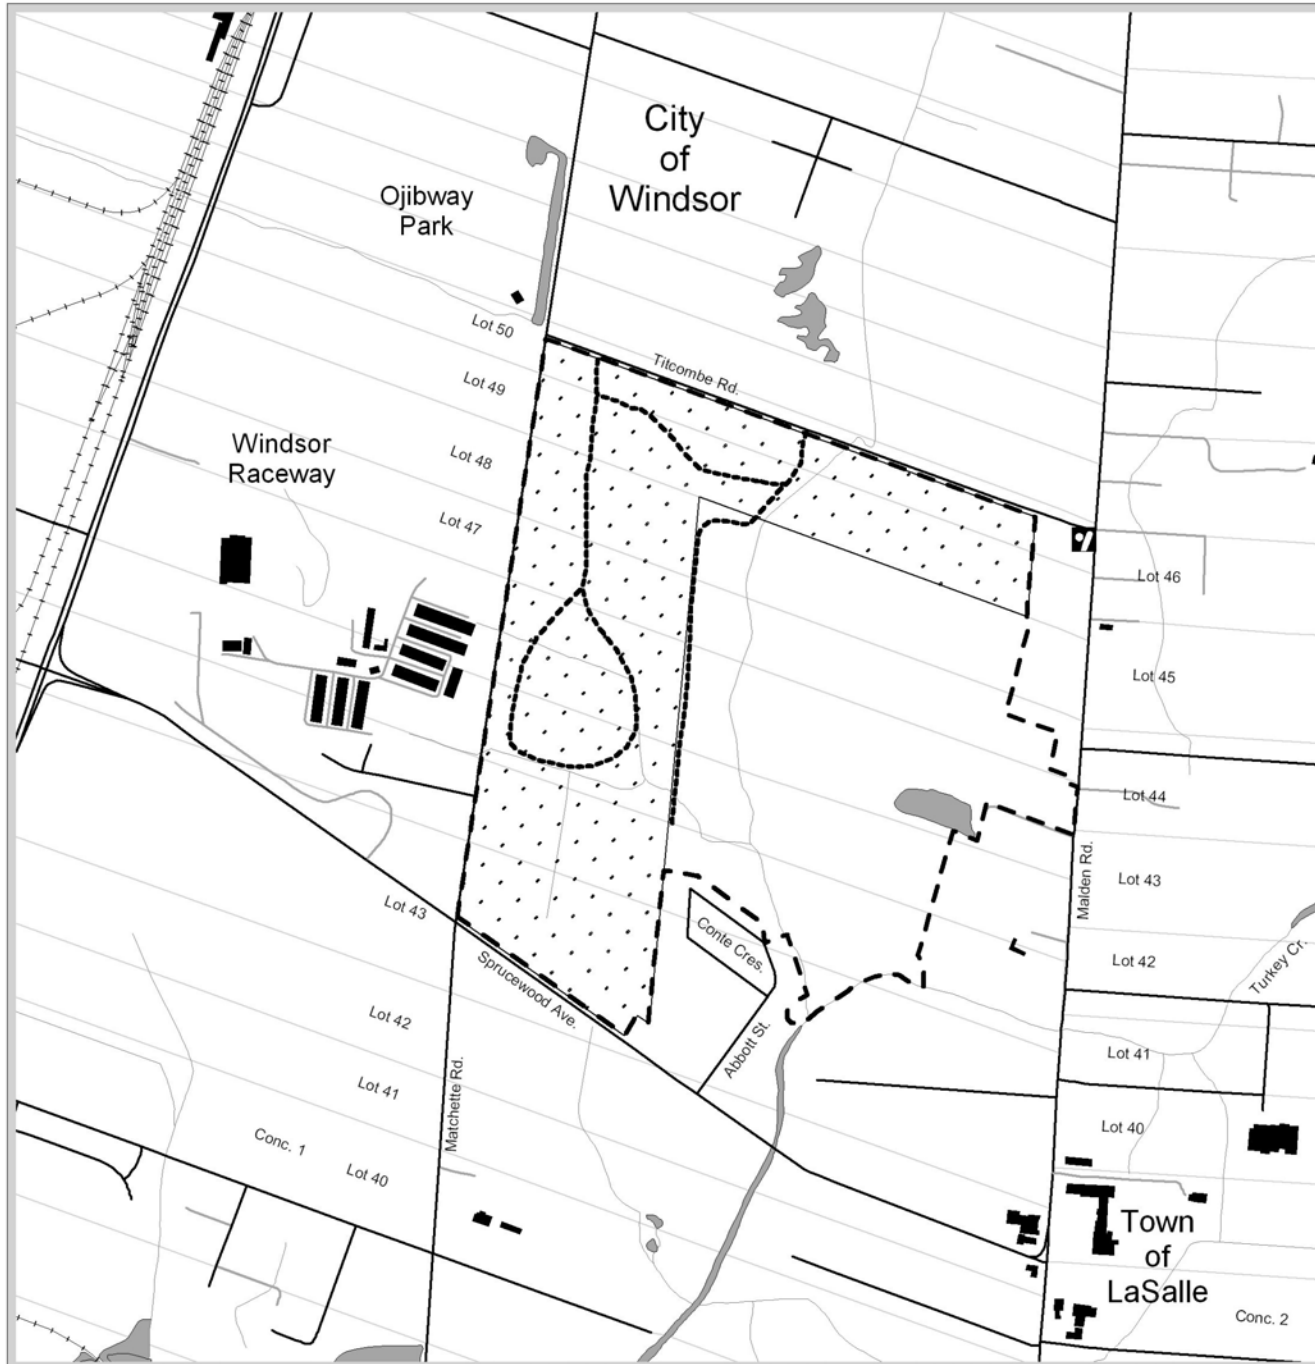 City
of
Windsor
Ojibway
Park
Lot 50
Titcombe Rd.
Lot 49
Windsor
Raceway
Lot 48
Lot 47
Lot 46
Lot 45
Lot 44
Malden Rd.
Lot 43
Lot 43
Conte Cres.
Lot 42
Turkey Cr.
Sprucewood Ave.
Lot 42
Abbott St.
Lot 41
Matchette Rd.
Lot 41
Lot 40
Conc. 1
Lot 40
Town
of
LaSalle
Conc. 2